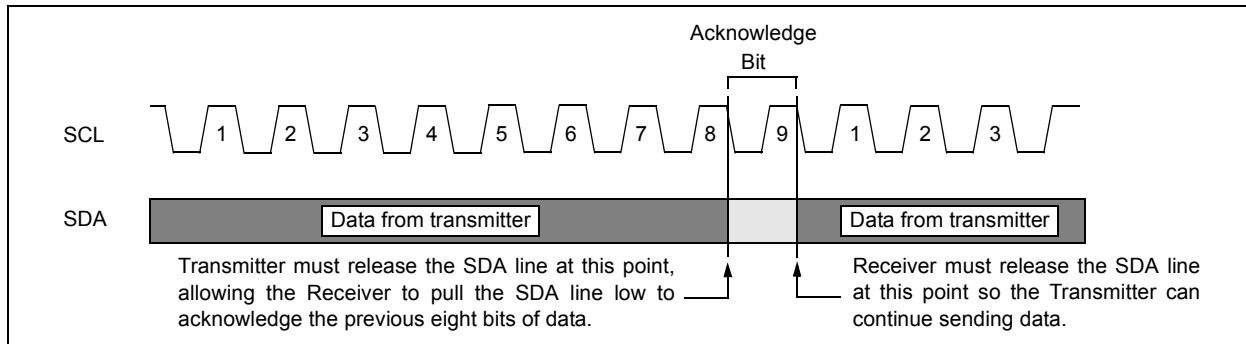 Acknowledge
Bit
SCL
1 2 3 4 5 6 7 8 9 1 2 3
SDA
Data from transmitter
Data from transmitter
Transmitter must release the SDA line at this point,
allowing the Receiver to pull the SDA line low to
acknowledge the previous eight bits of data.
Receiver must release the SDA line
at this point so the Transmitter can
continue sending data.